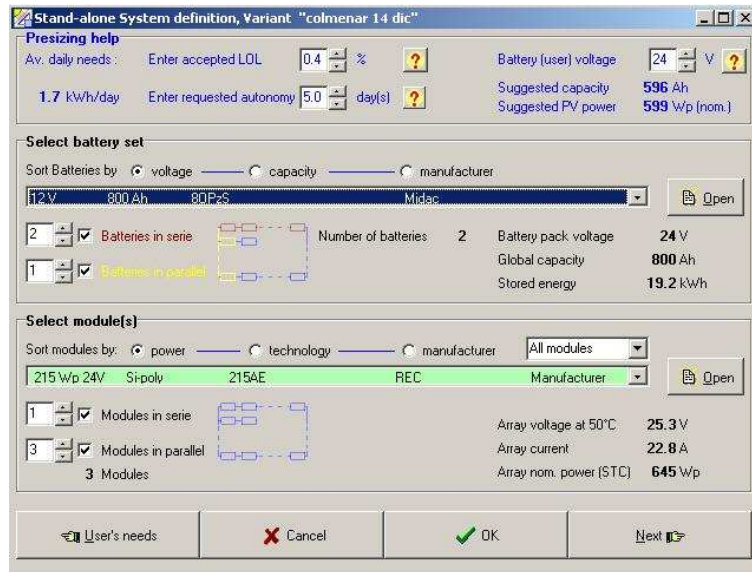 Stand-alone System definition, Variant "colmenar 14 dic"
Presizing help
Av. daily needs : Enter accepted LOL 0.4 % ? Battery (user) voltage 24 V ?
1.7 kWh/day Enter requested autonomy 5.0 day(s) ? Suggested capacity 596 Ah
Suggested PV power 599 Wp (nom.)
Select battery set
Sort Batteries by voltage capacity manufacturer
12 V 800 Ah 80PzS Midac Open
2 Batteries in serie Number of batteries 2 Battery pack voltage 24 V
1 Batteries in parallel Global capacity 800 Ah
Stored energy 19.2 kWh
Select module(s)
Sort modules by: power technology manufacturer All modules
215 Wp 24V Si-poly 215AE REC Manufacturer Open
1 Modules in serie Array voltage at 50°C 25.3 V
3 Modules in parallel Array current 22.8 A
3 Modules Array nom. power (STC) 645 Wp
User's needs Cancel OK Next